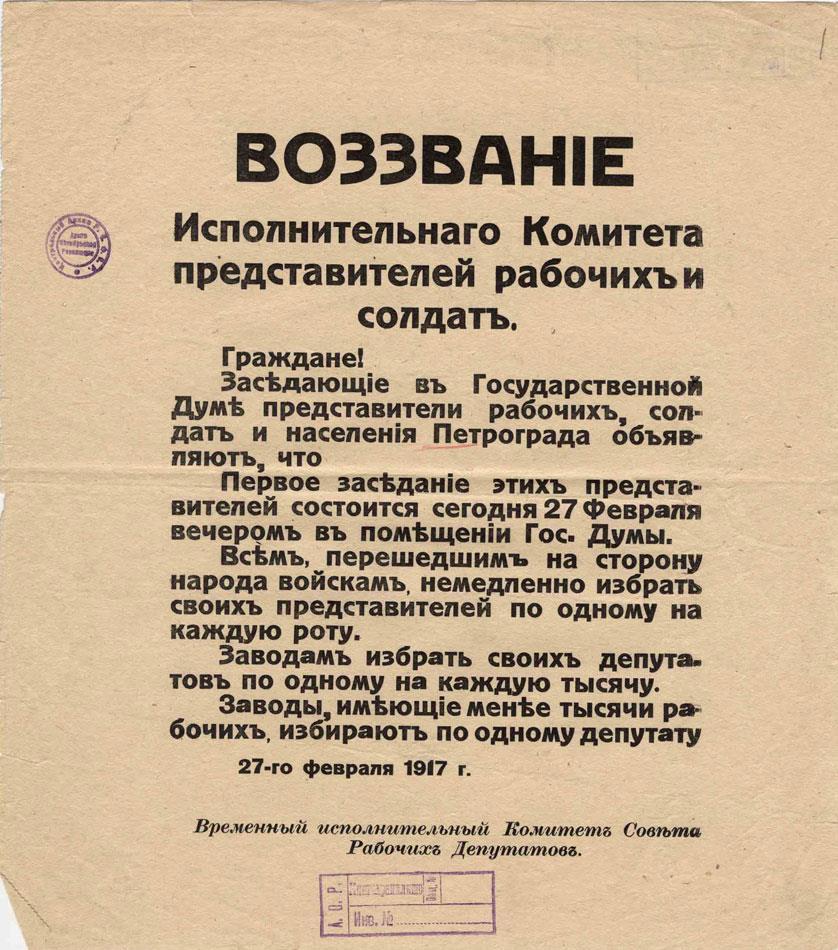 ВОЗЗВАНІЕ
Исполнительнаго Комитета
представителей рабочихъ и
солдатъ.
Граждане!
Засѣдающіе въ Государственной
Думѣ представители рабочихъ, сол-
датъ и населенія Петрограда объяв-
ляютъ, что
Первое засѣданіе этихъ предста-
вителей состоится сегодня 27 Февраля
вечеромъ въ помѣщеніи Гос. Думы.
Всѣмъ, перешедшимъ на сторону
народа войскамъ, немедленно избрать
своихъ представителей по одному на
каждую роту.
Заводамъ избрать своихъ депута-
товъ по одному на каждую тысячу.
Заводы, имѣющіе менѣе тысячи ра-
бочихъ, избираютъ по одному депутату
27-го февраля 1917 г.
Временный исполнительный Комитетъ Совѣта
Рабочихъ Депутатовъ.
А. О. Р.
Инв. №